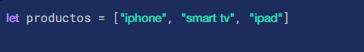 let productos = ["iphone", "smart tv", "ipad"]